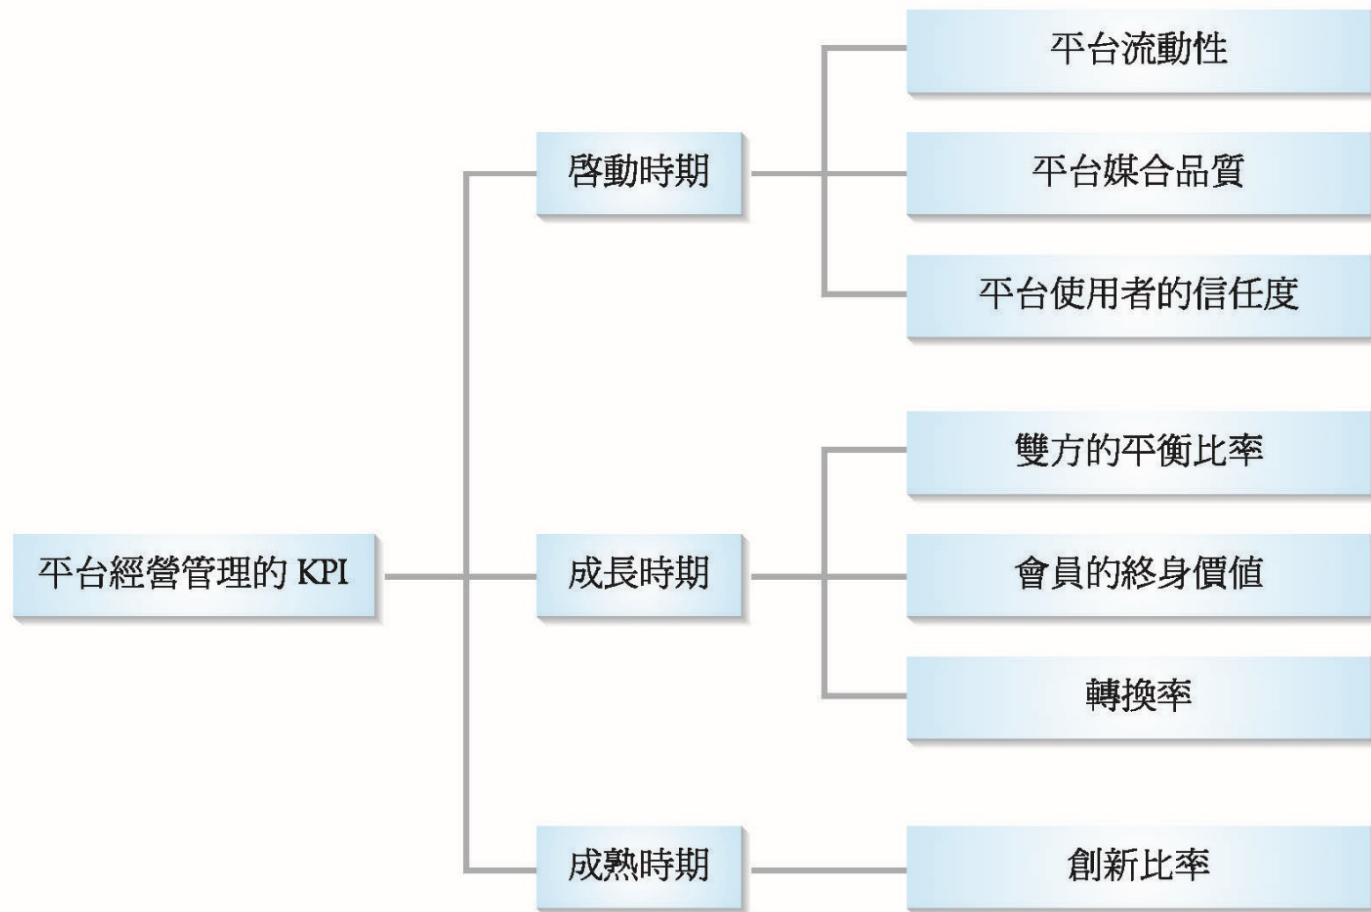 平台經營管理的 KPI
啓動時期
平台流動性
平台媒合品質
平台使用者的信任度
成長時期
雙方的平衡比率
會員的終身價值
轉換率
成熟時期
創新比率